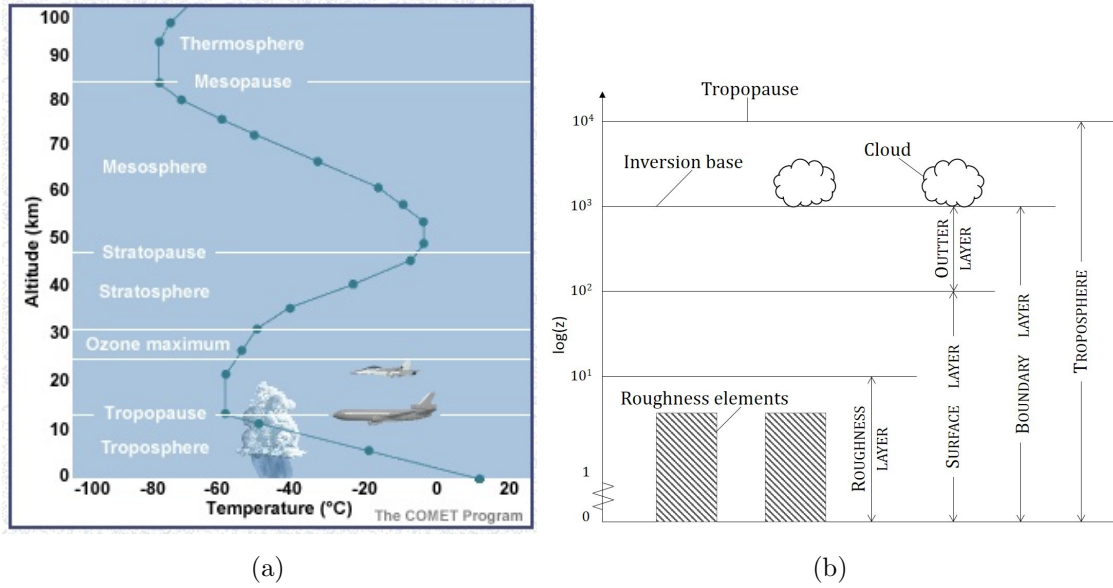 100
90
80
70
60
50
40
30
20
10
0
Altitude (km)
Thermosphere
Mesopause
Mesosphere
Stratopause
Stratosphere
Ozone maximum
Tropopause
Troposphere
-100 -80 -60 -40 -20 0 20
Temperature (°C)
The COMET Program
(a)
Tropopause
10⁴
Inversion base
Cloud
10³
OUTTER
LAYER
10²
log(z)
10¹
Roughness elements
1
0
ROUGHNESS
LAYER
SURFACE LAYER
BOUNDARY LAYER
TROPOSPHERE
(b)